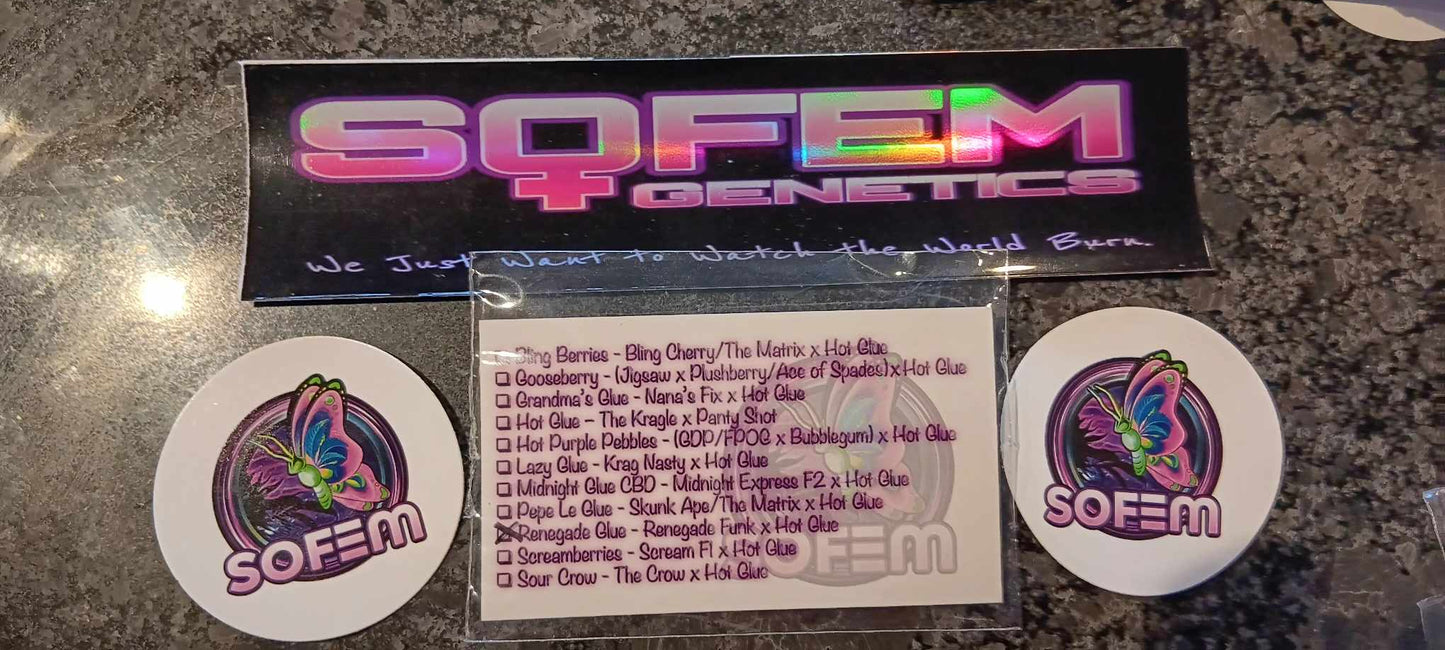 SOFEM
GENETICS
We Just Want to Watch the World Burn.
Bling Berries - Bling Cherry/The Matrix x Hot Glue
Gooseberry - (Jigsaw x Plushberry/Ace of Spades) x Hot Glue
Grandma's Glue - Nana's Fix x Hot Glue
Hot Glue - The Kragle x Panty Shot
Hot Purple Pebbles - (GDP/FPOG x Bubblegum) x Hot Glue
Lazy Glue - Krag Nasty x Hot Glue
Midnight Glue CBD - Midnight Express F2 x Hot Glue
Pepe Le Glue - Skunk Ape/The Matrix x Hot Glue
Renegade Glue - Renegade Funk x Hot Glue
Screamberries - Scream F1 x Hot Glue
Sour Crow - The Crow x Hot Glue
SOFEM
SOFEM
SOFEM